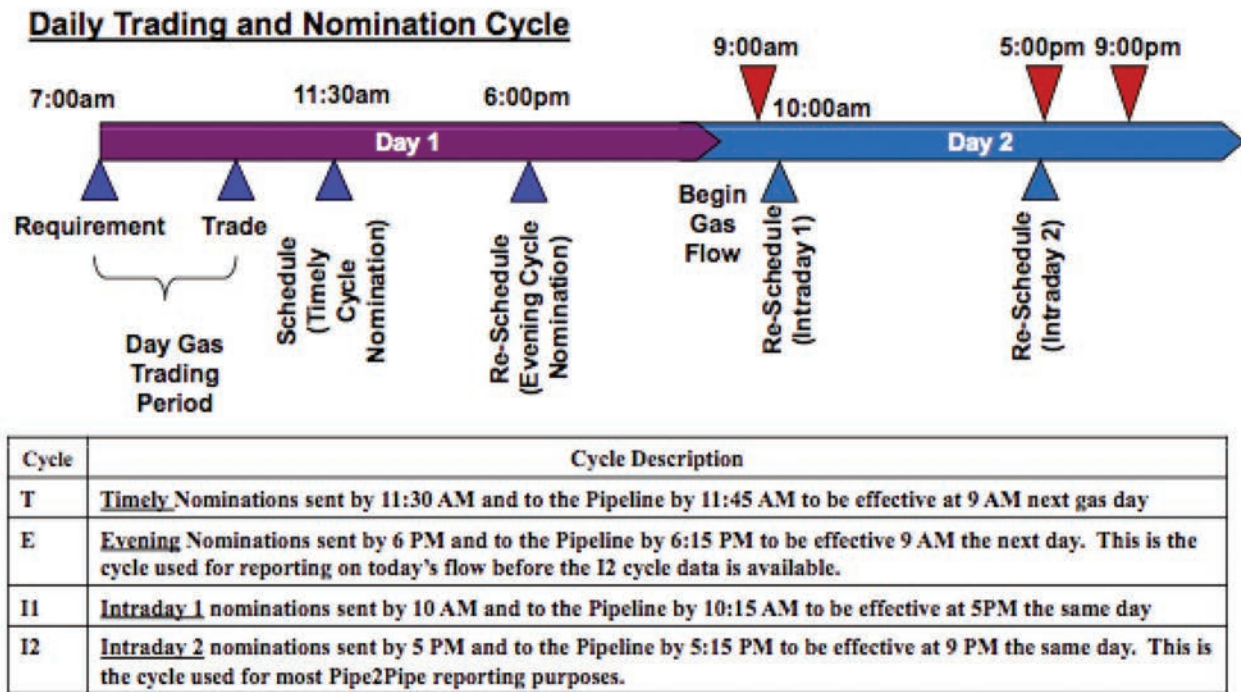 Daily Trading and Nomination Cycle
9:00am
5:00pm
9:00pm
7:00am
11:30am
6:00pm
10:00am
Day 1
Day 2
Requirement
Trade
Schedule
(Timely
Cycle
Nomination)
Re-Schedule
(Evening Cycle
Nomination)
Begin
Gas
Flow
Re-Schedule
(Intraday 1)
Re-Schedule
(Intraday 2)
Day Gas
Trading
Period
Cycle
Cycle Description
T
Timely Nominations sent by 11:30 AM and to the Pipeline by 11:45 AM to be effective at 9 AM next gas day
E
Evening Nominations sent by 6 PM and to the Pipeline by 6:15 PM to be effective 9 AM the next day. This is the
cycle used for reporting on today's flow before the I2 cycle data is available.
I1
Intraday 1 nominations sent by 10 AM and to the Pipeline by 10:15 AM to be effective at 5PM the same day
I2
Intraday 2 nominations sent by 5 PM and to the Pipeline by 5:15 PM to be effective at 9 PM the same day. This is
the cycle used for most Pipe2Pipe reporting purposes.